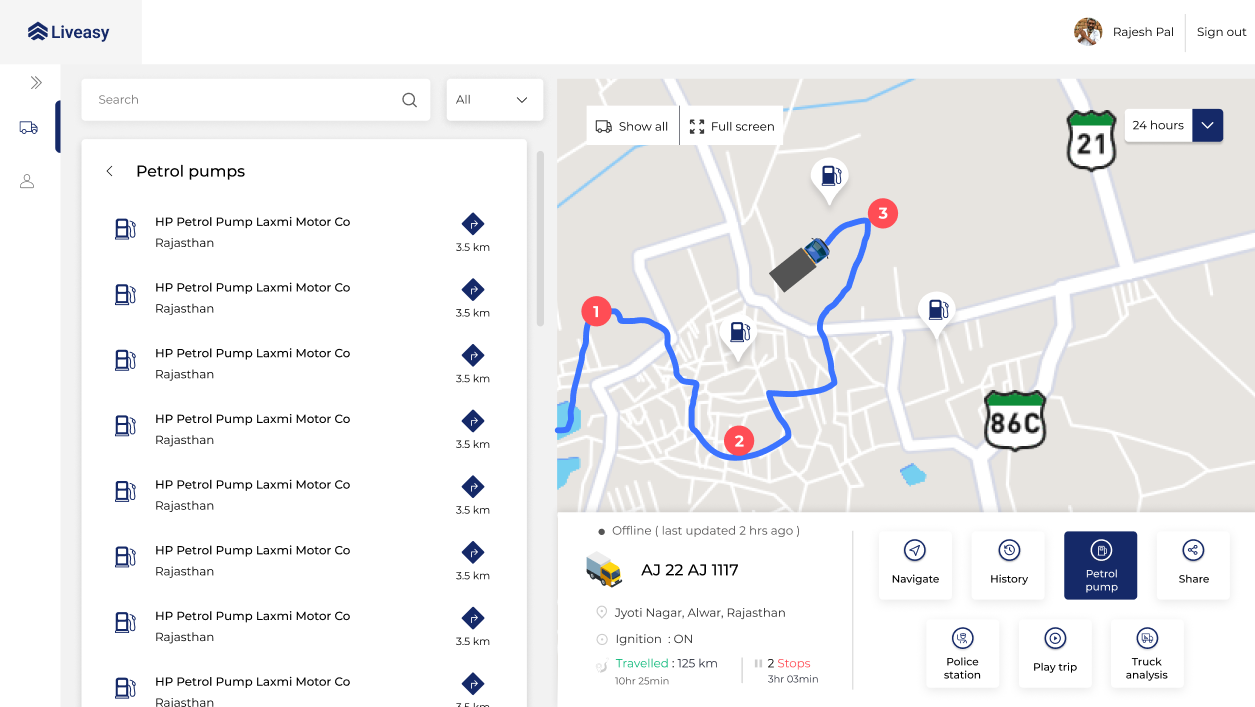 Liveasy
Rajesh Pal
Sign out
Search
All
Petrol pumps
HP Petrol Pump Laxmi Motor Co
Rajasthan
3.5 km
HP Petrol Pump Laxmi Motor Co
Rajasthan
3.5 km
HP Petrol Pump Laxmi Motor Co
Rajasthan
3.5 km
HP Petrol Pump Laxmi Motor Co
Rajasthan
3.5 km
HP Petrol Pump Laxmi Motor Co
Rajasthan
3.5 km
HP Petrol Pump Laxmi Motor Co
Rajasthan
3.5 km
HP Petrol Pump Laxmi Motor Co
Rajasthan
3.5 km
HP Petrol Pump Laxmi Motor Co
Rajasthan
3.5 km
Show all
Full screen
21
24 hours
3
1
86C
2
Offline ( last updated 2 hrs ago )
AJ 22 AJ 1117
Jyoti Nagar, Alwar, Rajasthan
Ignition : ON
Travelled : 125 km
10hr 25min
2 Stops
3hr 03min
Navigate
History
Petrol
pump
Share
Police
station
Play trip
Truck
analysis